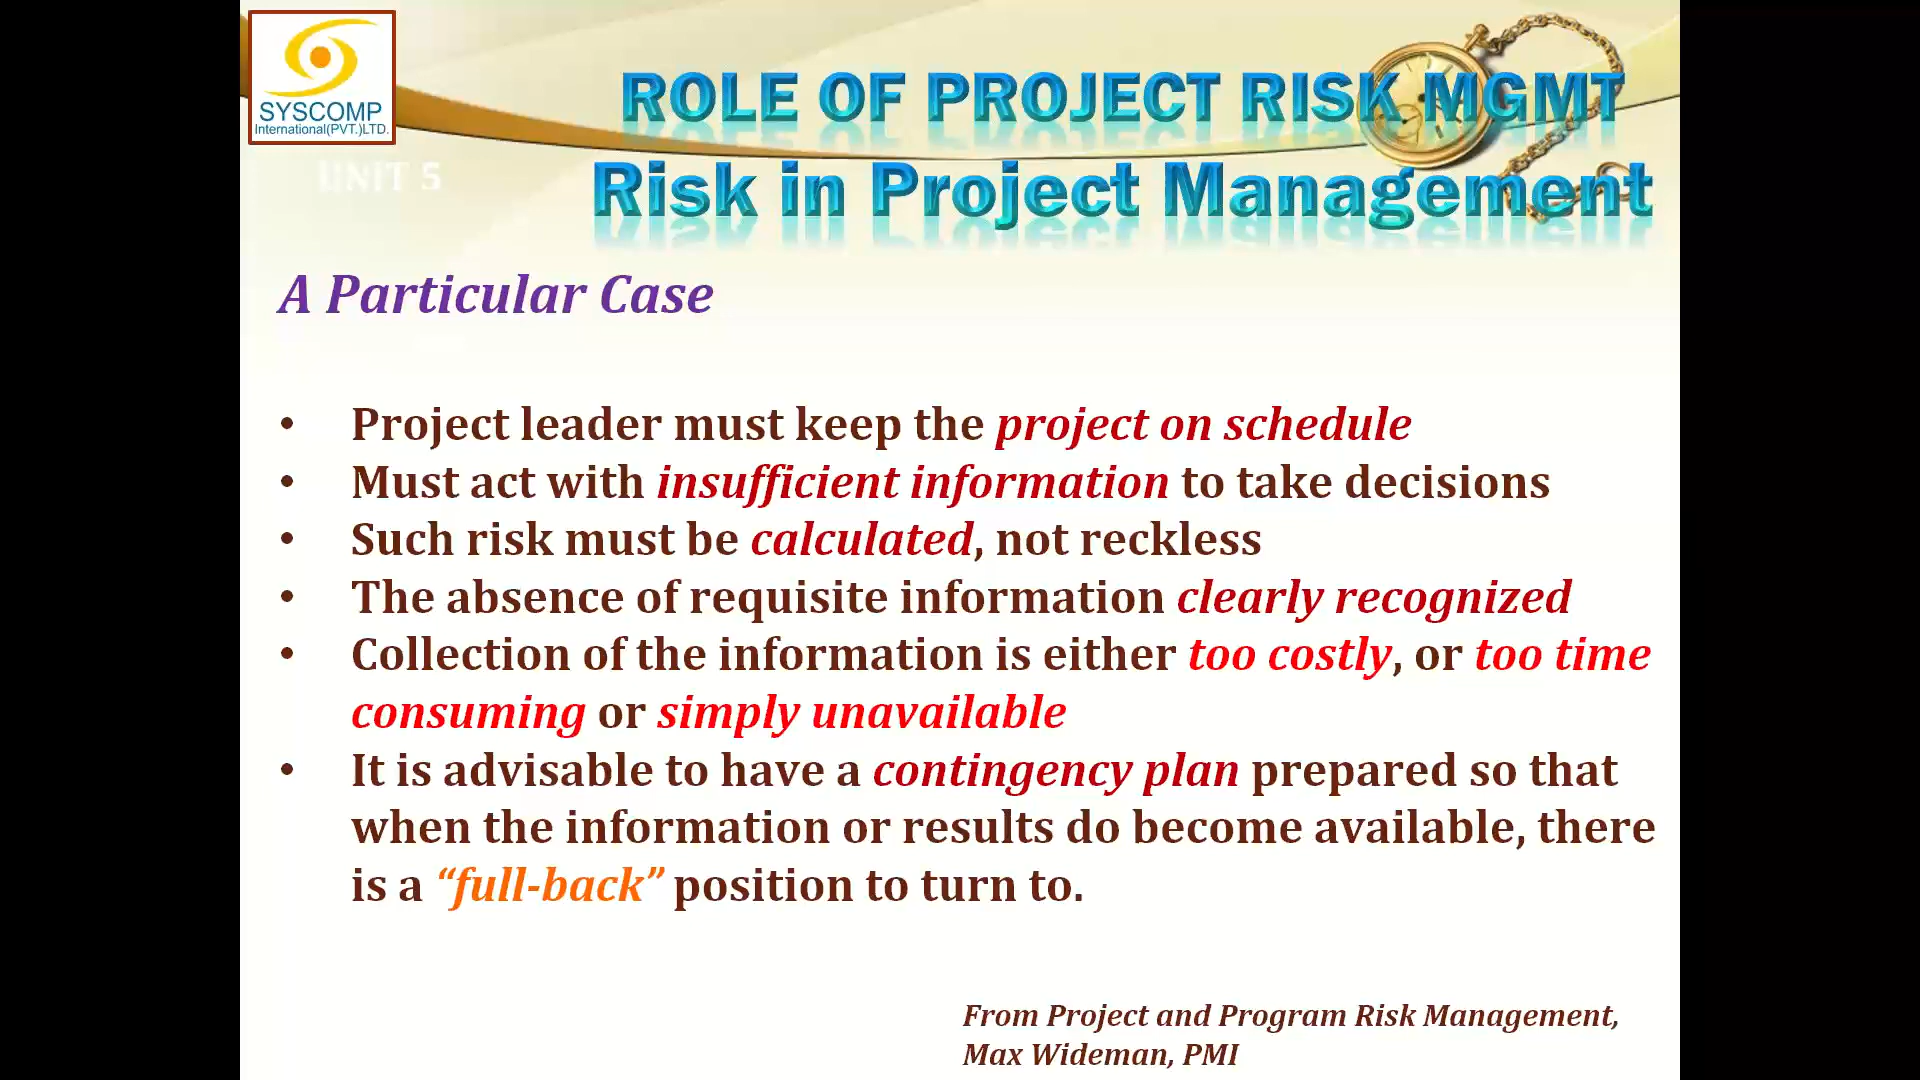 SYSCOMP
International(PVT.)LTD.
UNIT 5
ROLE OF PROJECT RISK MGMT
Risk in Project Management
A Particular Case
• Project leader must keep the project on schedule
• Must act with insufficient information to take decisions
• Such risk must be calculated, not reckless
• The absence of requisite information clearly recognized
• Collection of the information is either too costly, or too time
consuming or simply unavailable
• It is advisable to have a contingency plan prepared so that
when the information or results do become available, there
is a “full-back” position to turn to.
From Project and Program Risk Management,
Max Wideman, PMI